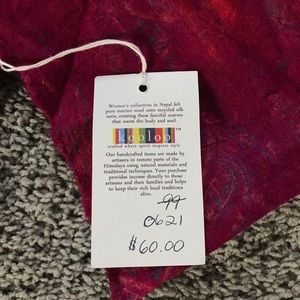 Women's collectives in Nepal felt
pure merino wool onto recycled silk
saris, creating these fanciful scarves
that warm the body and soul.
kooloo™
crafted where spirit inspires style
Our handcrafted items are made by
artisans in remote parts of the
Himalaya using natural materials and
traditional techniques. Your purchase
provides income directly to those
artisans and their families and helps
to keep their rich local traditions
alive.
99
0621
$60.00